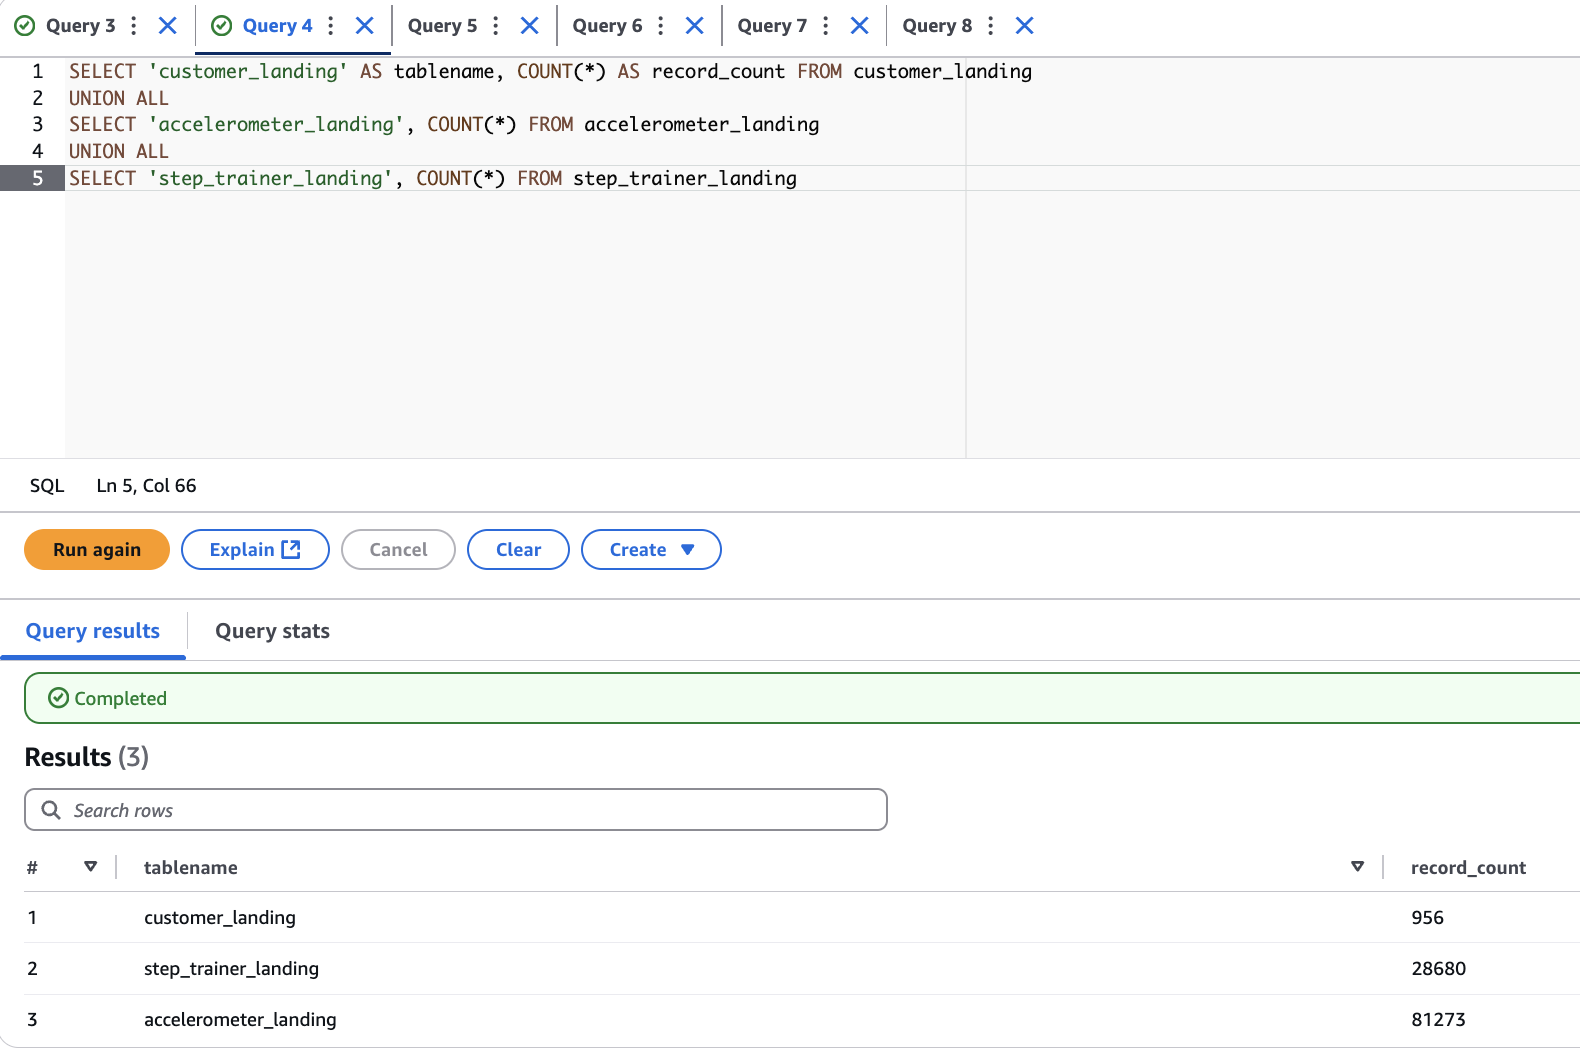 Query 3 Query 4 Query 5 Query 6 Query 7 Query 8
1 SELECT 'customer_landing' AS tablename, COUNT(*) AS record_count FROM customer_landing
2 UNION ALL
3 SELECT 'accelerometer_landing', COUNT(*) FROM accelerometer_landing
4 UNION ALL
5 SELECT 'step_trainer_landing', COUNT(*) FROM step_trainer_landing
SQL Ln 5, Col 66
Run again Explain Cancel Clear Create
Query results Query stats
Completed
Results (3)
Search rows
# tablename record_count
1 customer_landing 956
2 step_trainer_landing 28680
3 accelerometer_landing 81273